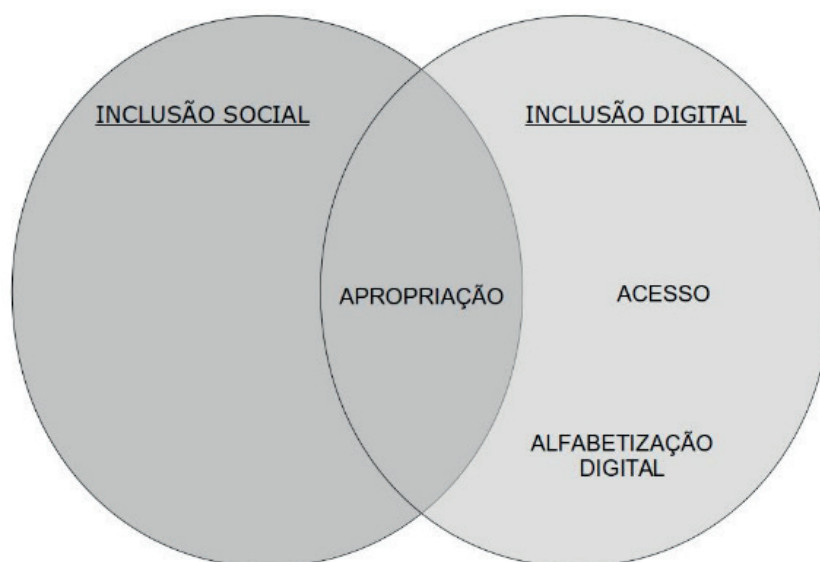 INCLUSÃO SOCIAL
INCLUSÃO DIGITAL
APROPRIAÇÃO
ACESSO
ALFABETIZAÇÃO
DIGITAL